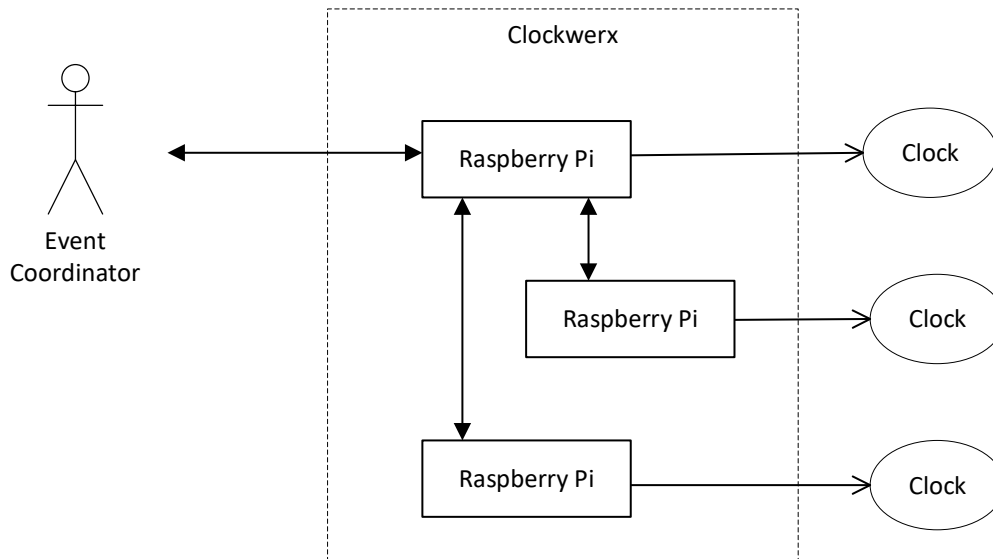 Clockwerx
Raspberry Pi
Clock
Event
Coordinator
Raspberry Pi
Clock
Raspberry Pi
Clock